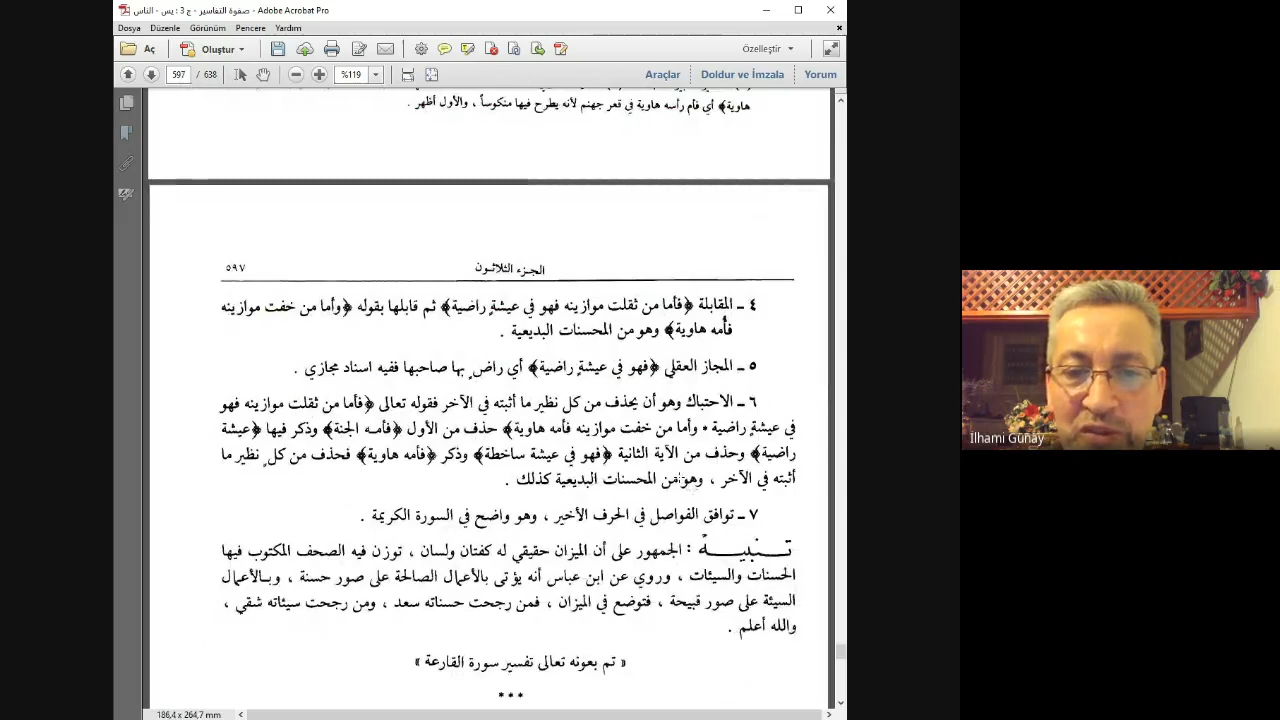 صفوة التفاسير - ج 3 : يس - الناس - Adobe Acrobat Pro
Dosya Düzenle Görünüm Pencere Yardım
Aç Oluştur Özelleştir
597 / 638 %119 Araçlar Doldur ve İmzala Yorum
هاوية﴾ أي فأم رأسه هاوية في قعر جهنم لأنه يطرح فيها منكوساً ، والأول أظهر .
الجزء الثلاثون ٥٩٧
٤ ـ المقابلة ﴿فأما من ثقلت موازينه فهو في عيشةٍ راضية﴾ ثم قابلها بقوله ﴿وأما من خفت موازينه
فأُمه هاوية﴾ وهو من المحسنات البديعية .
٥ ـ المجاز العقلي ﴿فهو في عيشةٍ راضية﴾ أي راضٍ بها صاحبها ففيه اسناد مجازي .
٦ ـ الاحتباك وهو أن يحذف من كل نظير ما أثبته في الآخر فقوله تعالى ﴿فأما من ثقلت موازينه فهو
في عيشةٍ راضية * وأما من خفت موازينه فأمه هاوية﴾ حذف من الأول ﴿فأمـه الجنة﴾ وذكر فيها ﴿عيشة
راضية﴾ وحذف من الآية الثانية ﴿فهو في عيشة ساخطة﴾ وذكر ﴿فأمه هاوية﴾ فحذف من كلٍ نظير ما
أثبته في الآخر ، وهو من المحسنات البديعية كذلك .
٧ ـ توافق الفواصل في الحرف الأخير ، وهو واضح في السورة الكريمة .
تـــنبيـــه : الجمهور على أن الميزان حقيقي له كفتان ولسان ، توزن فيه الصحف المكتوب فيها
الحسنات والسيئات ، وروي عن ابن عباس أنه يؤتى بالأعمال الصالحة على صور حسنة ، وبـالأعمال
السيئة على صور قبيحة ، فتوضع في الميزان ، فمن رجحت حسناته سعد ، ومن رجحت سيئاته شقي ،
والله أعلم .
« تم بعونه تعالى تفسير سورة القارعة »
* * *
186,4 x 264,7 mm
İlhami Günay